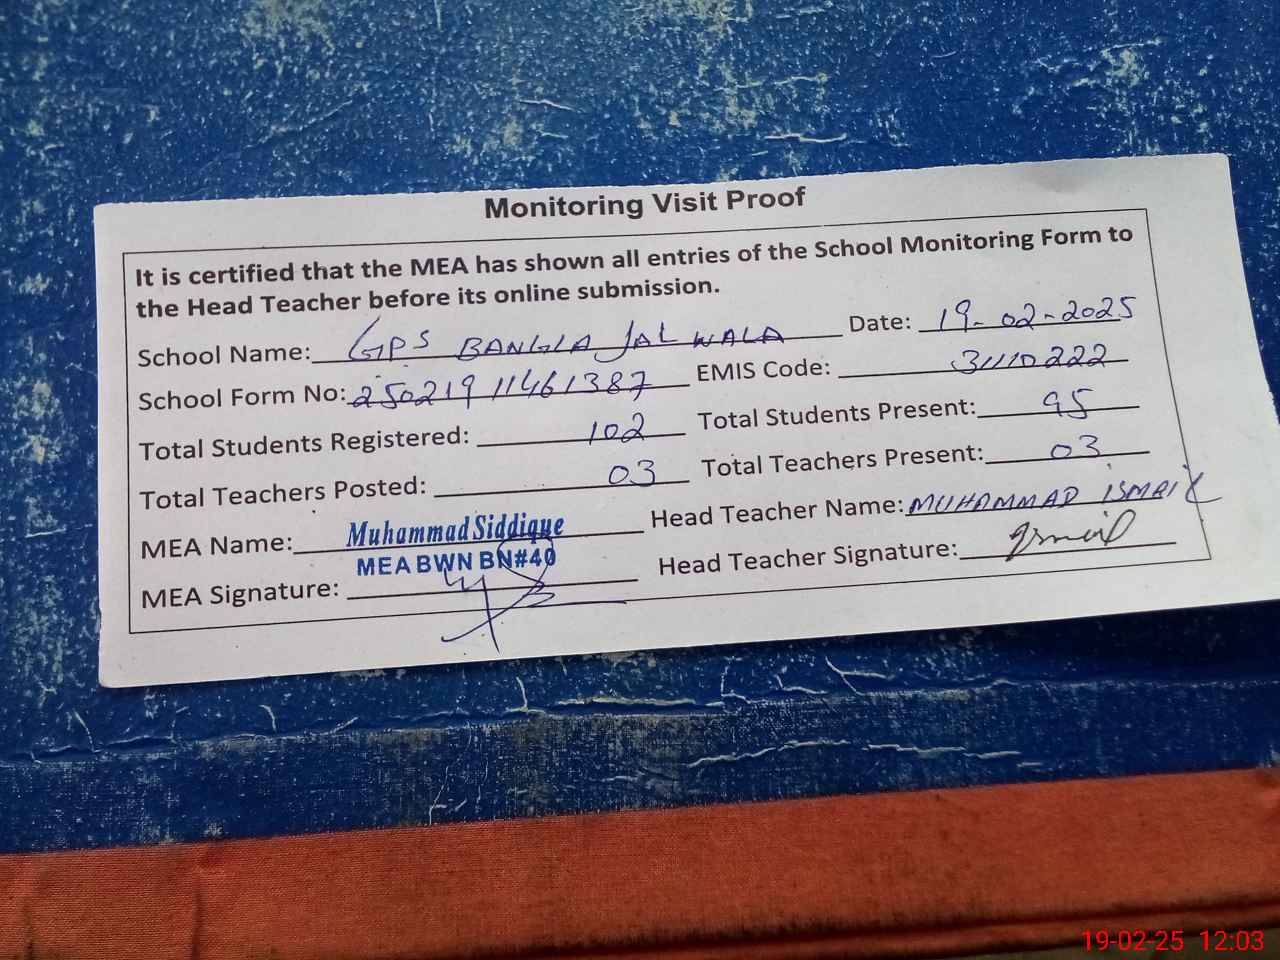 Monitoring Visit Proof
It is certified that the MEA has shown all entries of the School Monitoring Form to
the Head Teacher before its online submission.
School Name: GPS BANGLA JAL WALA Date: 19-02-2025
School Form No: 25021911461387 EMIS Code: 31110222
Total Students Registered: 102 Total Students Present: 95
Total Teachers Posted: 03 Total Teachers Present: 03
MEA Name: Muhammad Siddique Head Teacher Name: MUHAMMAD ISMAIL
MEA BWN BN#40
MEA Signature: Head Teacher Signature: Ismail
19-02-25 12:03